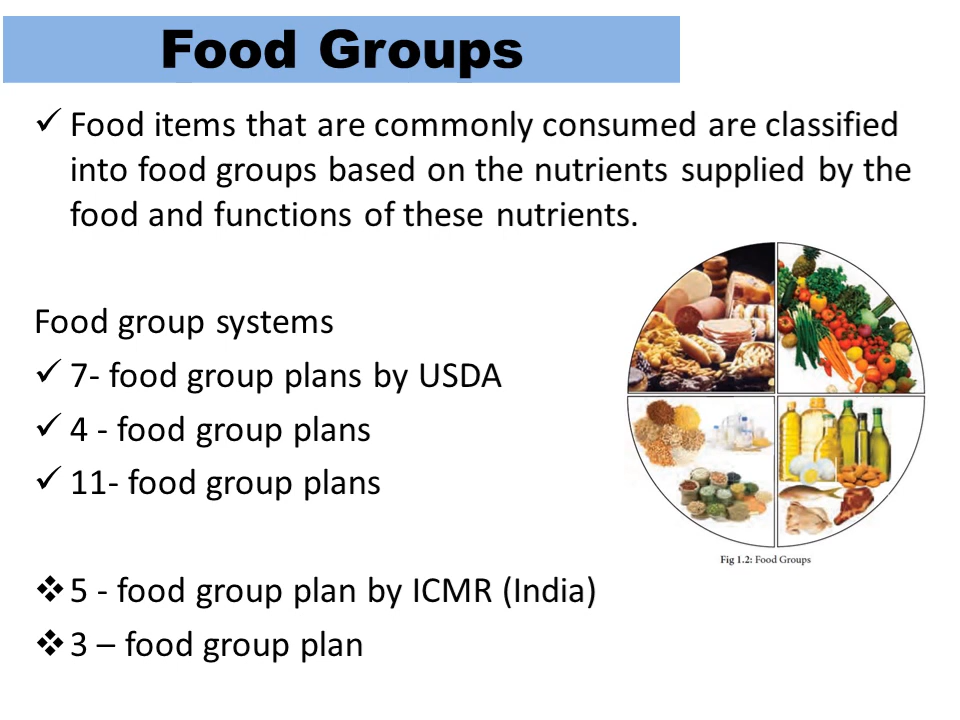 Food Groups
✓ Food items that are commonly consumed are classified
into food groups based on the nutrients supplied by the
food and functions of these nutrients.
Food group systems
✓ 7- food group plans by USDA
✓ 4 - food group plans
✓ 11- food group plans
Fig 1.2: Food Groups
❖ 5 - food group plan by ICMR (India)
❖ 3 – food group plan